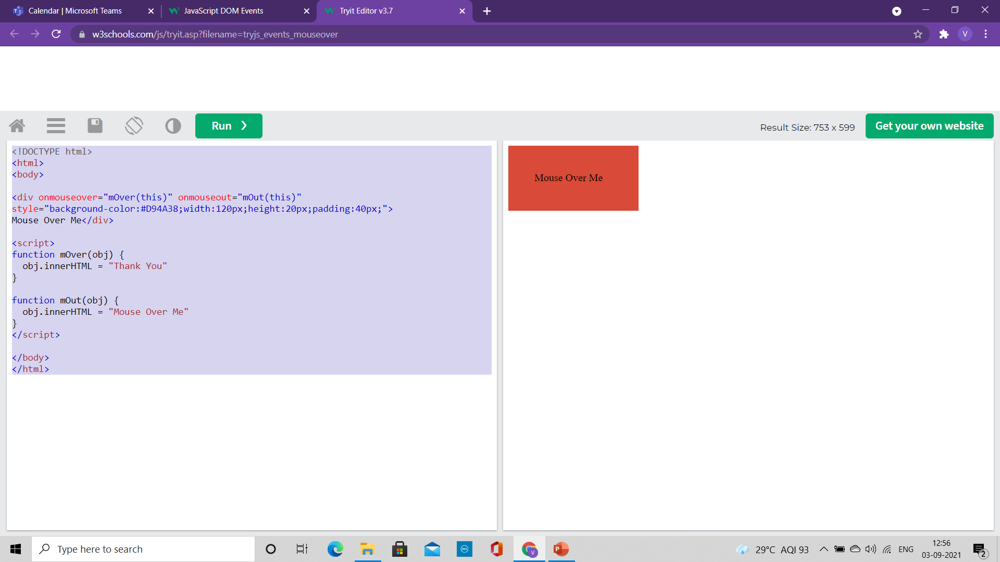 Calendar | Microsoft Teams
JavaScript DOM Events
Tryit Editor v3.7
w3schools.com/js/tryit.asp?filename=tryjs_events_mouseover
V
Run ❯
Result Size: 753 x 599
Get your own website
<!DOCTYPE html>
<html>
<body>
<div onmouseover="mOver(this)" onmouseout="mOut(this)"
style="background-color:#D94A38;width:120px;height:20px;padding:40px;">
Mouse Over Me</div>
<script>
function mOver(obj) {
  obj.innerHTML = "Thank You"
}
function mOut(obj) {
  obj.innerHTML = "Mouse Over Me"
}
</script>
</body>
</html>
Mouse Over Me
Type here to search
29°C AQI 93
ENG
12:56
03-09-2021
2